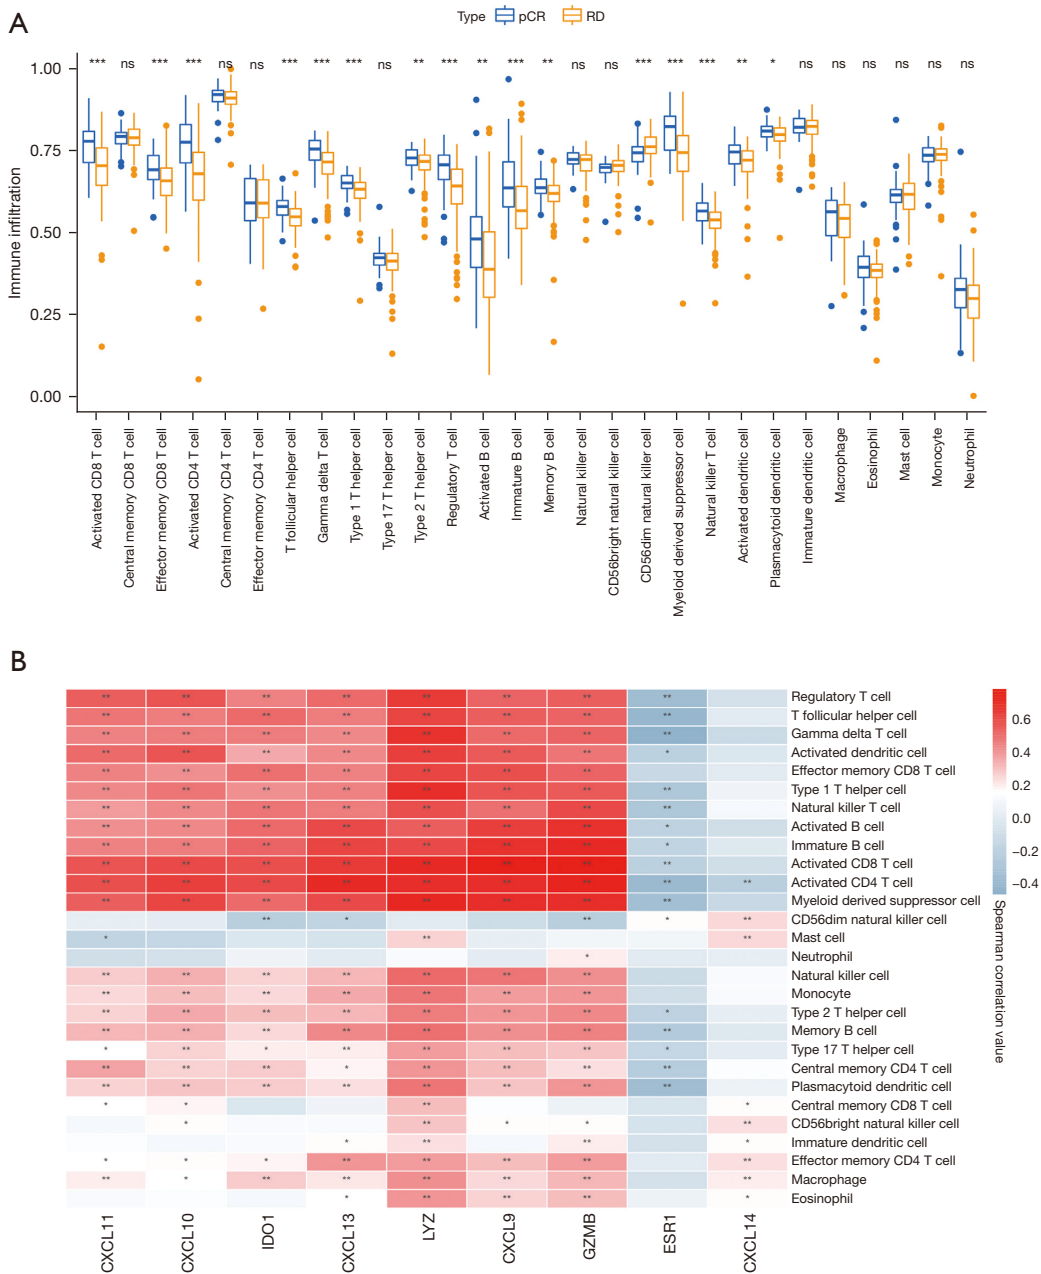 A
Type pCR RD
*** ns *** *** ns ns *** *** *** ns ** *** ** *** ** ns ns *** *** *** ** * ns ns ns ns ns ns
Immune infiltration
1.00
0.75
0.50
0.25
0.00
Activated CD8 T cell
Central memory CD8 T cell
Effector memory CD8 T cell
Activated CD4 T cell
Central memory CD4 T cell
Effector memory CD4 T cell
T follicular helper cell
Gamma delta T cell
Type 1 T helper cell
Type 17 T helper cell
Type 2 T helper cell
Regulatory T cell
Activated B cell
Immature B cell
Memory B cell
Natural killer cell
CD56bright natural killer cell
CD56dim natural killer cell
Myeloid derived suppressor cell
Natural killer T cell
Activated dendritic cell
Plasmacytoid dendritic cell
Immature dendritic cell
Macrophage
Eosinophil
Mast cell
Monocyte
Neutrophil
B
** ** ** ** ** ** ** ** Regulatory T cell
** ** ** ** ** ** ** ** T follicular helper cell
** ** ** ** ** ** ** ** Gamma delta T cell
** ** ** ** ** ** ** * Activated dendritic cell
** ** ** ** ** ** ** Effector memory CD8 T cell
** ** ** ** ** ** ** ** Type 1 T helper cell
** ** ** ** ** ** ** ** Natural killer T cell
** ** ** ** ** ** ** * Activated B cell
** ** ** ** ** ** ** * Immature B cell
** ** ** ** ** ** ** ** Activated CD8 T cell
** ** ** ** ** ** ** ** ** Activated CD4 T cell
** ** ** ** ** ** ** ** Myeloid derived suppressor cell
** * ** * ** CD56dim natural killer cell
* ** ** Mast cell
* Neutrophil
** ** ** ** ** ** ** Natural killer cell
** ** ** ** ** ** ** Monocyte
** ** ** ** ** ** ** * Type 2 T helper cell
** ** ** ** ** ** ** ** Memory B cell
* ** * ** ** ** ** * Type 17 T helper cell
** ** ** * ** ** ** ** Central memory CD4 T cell
** ** ** ** ** ** ** ** Plasmacytoid dendritic cell
* * ** * Central memory CD8 T cell
* ** * * ** CD56bright natural killer cell
* ** ** * Immature dendritic cell
* * * ** ** ** ** ** Effector memory CD4 T cell
** * ** ** ** ** ** ** Macrophage
* ** ** ** * Eosinophil
CXCL11
CXCL10
IDO1
CXCL13
LYZ
CXCL9
GZMB
ESR1
CXCL14
0.6
0.4
0.2
0.0
−0.2
−0.4
Spearman correlation value